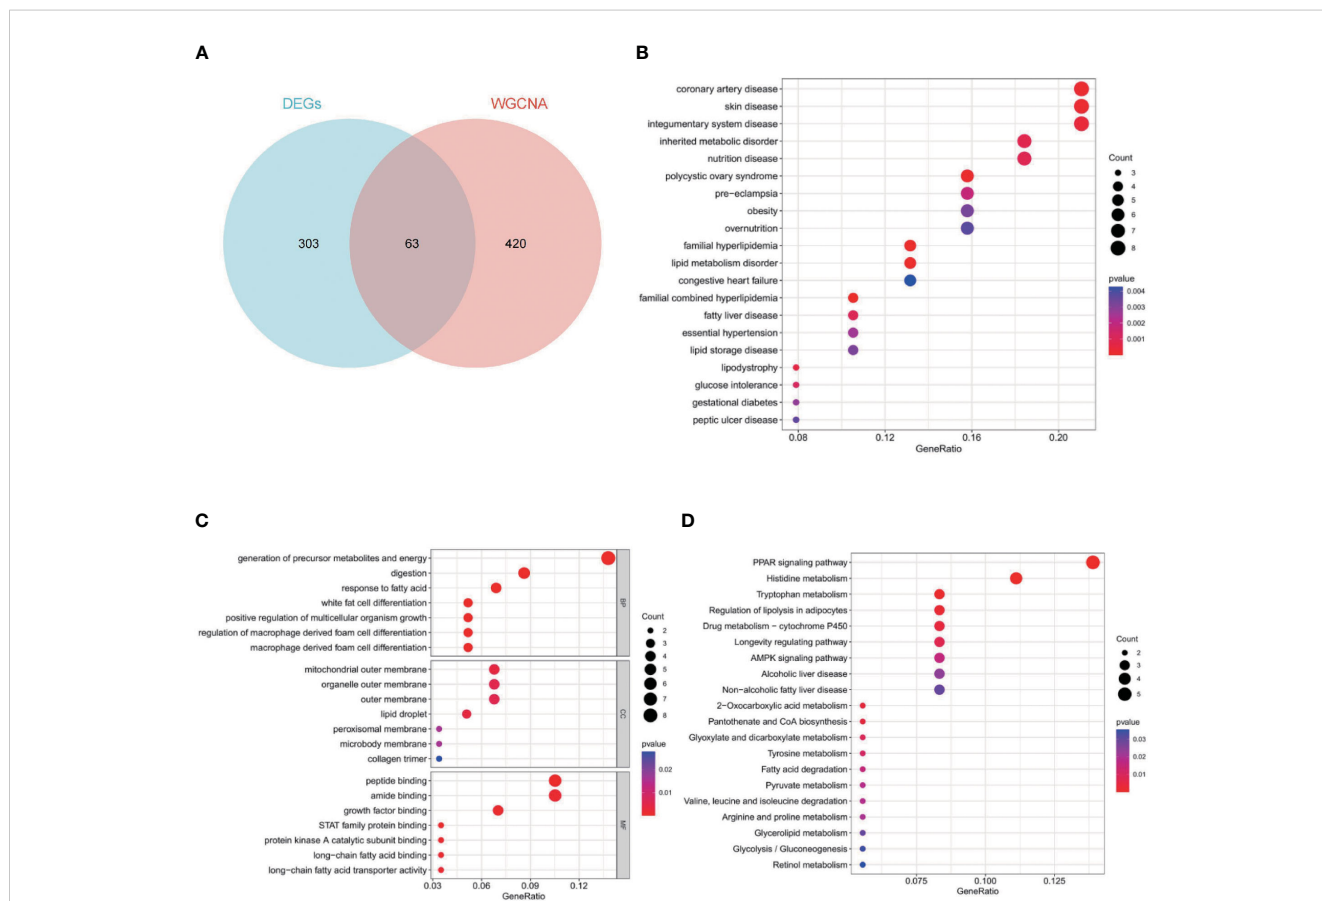 A
DEGs
WGCNA
303
63
420
B
coronary artery disease
skin disease
integumentary system disease
inherited metabolic disorder
nutrition disease
polycystic ovary syndrome
pre-eclampsia
obesity
overnutrition
familial hyperlipidemia
lipid metabolism disorder
congestive heart failure
familial combined hyperlipidemia
fatty liver disease
essential hypertension
lipid storage disease
lipodystrophy
glucose intolerance
gestational diabetes
peptic ulcer disease
0.08 0.12 0.16 0.20
GeneRatio
Count
3
4
5
6
7
8
pvalue
0.004
0.003
0.002
0.001
C
generation of precursor metabolites and energy
digestion
response to fatty acid
white fat cell differentiation
positive regulation of multicellular organism growth
regulation of macrophage derived foam cell differentiation
macrophage derived foam cell differentiation
BP
mitochondrial outer membrane
organelle outer membrane
outer membrane
lipid droplet
peroxisomal membrane
microbody membrane
collagen trimer
CC
peptide binding
amide binding
growth factor binding
STAT family protein binding
protein kinase A catalytic subunit binding
long−chain fatty acid binding
long−chain fatty acid transporter activity
MF
0.03 0.06 0.09 0.12
GeneRatio
Count
2
3
4
5
6
7
8
pvalue
0.02
0.01
D
PPAR signaling pathway
Histidine metabolism
Tryptophan metabolism
Regulation of lipolysis in adipocytes
Drug metabolism − cytochrome P450
Longevity regulating pathway
AMPK signaling pathway
Alcoholic liver disease
Non−alcoholic fatty liver disease
2−Oxocarboxylic acid metabolism
Pantothenate and CoA biosynthesis
Glyoxylate and dicarboxylate metabolism
Tyrosine metabolism
Fatty acid degradation
Pyruvate metabolism
Valine, leucine and isoleucine degradation
Arginine and proline metabolism
Glycerolipid metabolism
Glycolysis / Gluconeogenesis
Retinol metabolism
0.075 0.100 0.125
GeneRatio
Count
2
3
4
5
pvalue
0.03
0.02
0.01